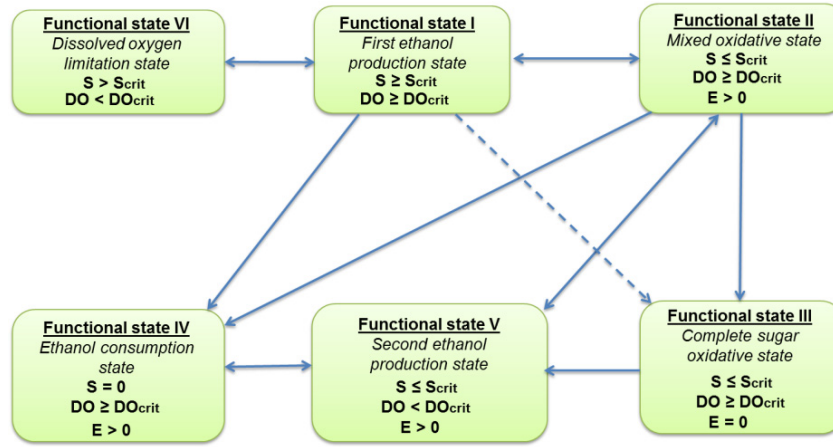 Functional state VI
Dissolved oxygen
limitation state
S > Scrit
DO < DOcrit
Functional state I
First ethanol
production state
S ≥ Scrit
DO ≥ DOcrit
Functional state II
Mixed oxidative state
S ≤ Scrit
DO ≥ DOcrit
E > 0
Functional state IV
Ethanol consumption
state
S = 0
DO ≥ DOcrit
E > 0
Functional state V
Second ethanol
production state
S ≤ Scrit
DO < DOcrit
E > 0
Functional state III
Complete sugar
oxidative state
S ≤ Scrit
DO ≥ DOcrit
E = 0